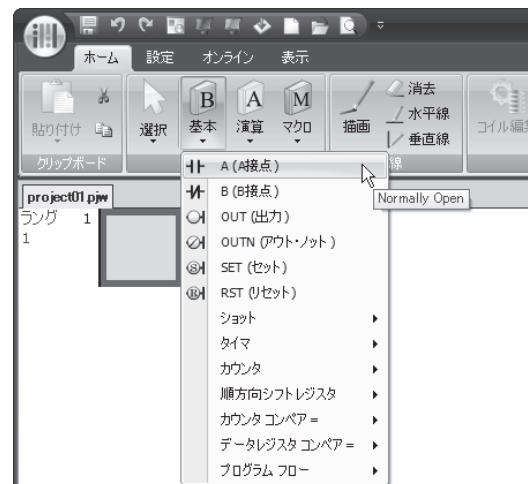 ホーム 設定 オンライン 表示
貼り付け 選択 B 基本 A 演算 M マクロ 描画 消去 水平線 垂直線 コイル編
クリップボード 線
project01.pjw
ラング 1
1
A (A接点)
Normally Open
B (B接点)
OUT (出力)
OUTN (アウト・ノット)
SET (セット)
RST (リセット)
ショット
タイマ
カウンタ
順方向シフトレジスタ
カウンタ コンペア =
データレジスタ コンペア =
プログラム フロー